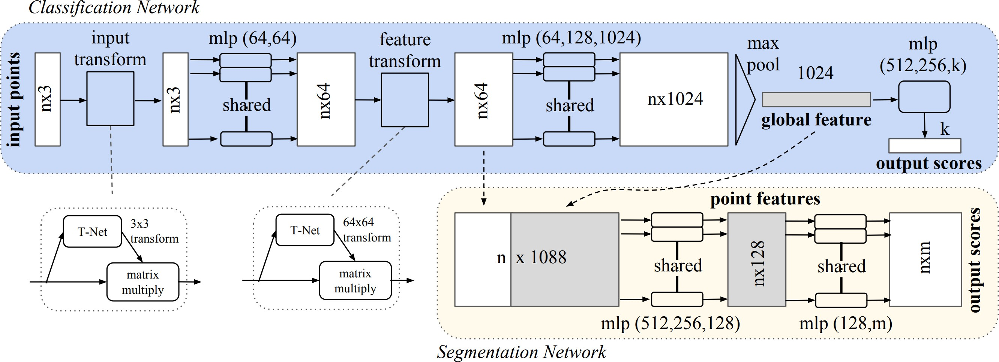 Classification Network
input points
nx3
input
transform
nx3
mlp (64,64)
shared
nx64
feature
transform
nx64
mlp (64,128,1024)
shared
nx1024
max
pool
1024
global feature
mlp
(512,256,k)
k
output scores
T-Net
3x3
transform
matrix
multiply
T-Net
64x64
transform
matrix
multiply
point features
n x 1088
shared
mlp (512,256,128)
nx128
shared
mlp (128,m)
nxm
output scores
Segmentation Network